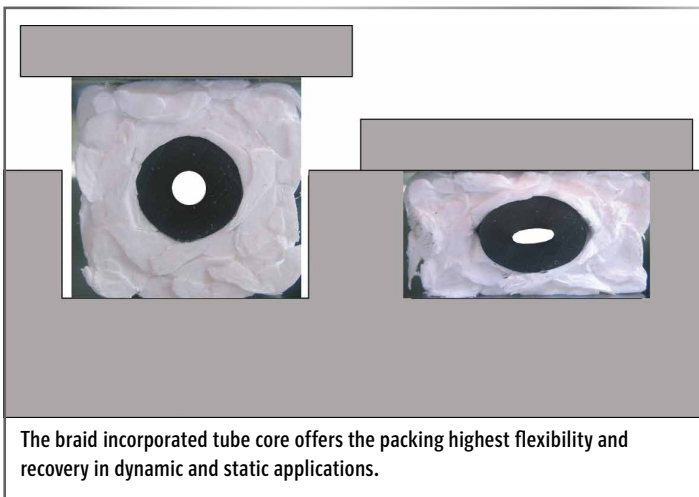 The braid incorporated tube core offers the packing highest flexibility and
recovery in dynamic and static applications.